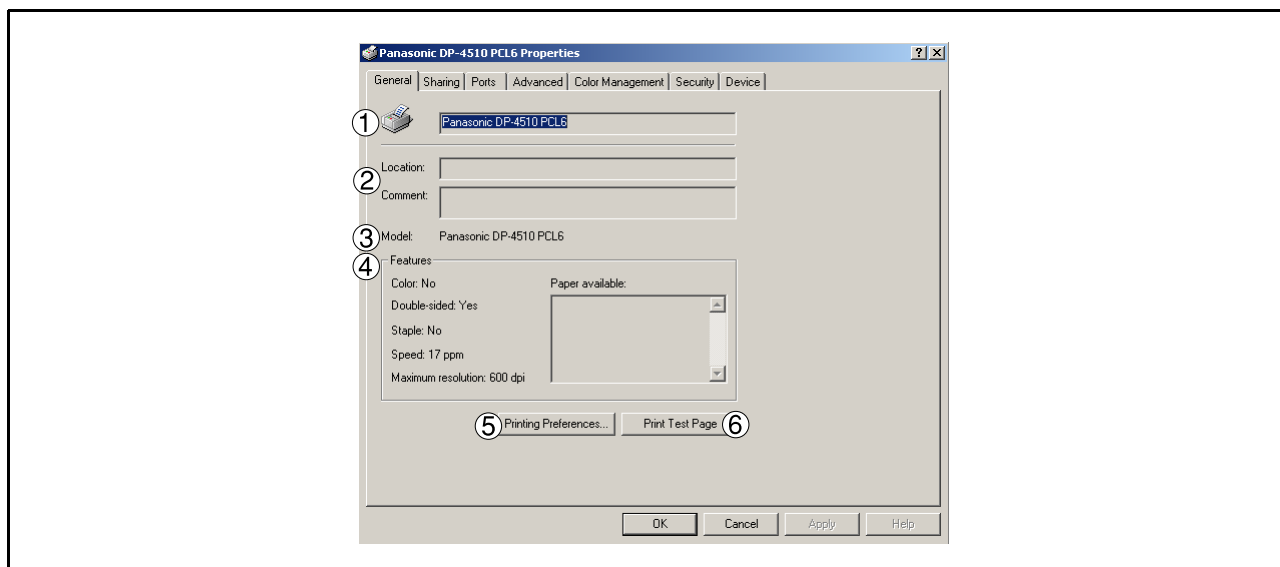 Panasonic DP-4510 PCL6 Properties
General Sharing Ports Advanced Color Management Security Device
① Panasonic DP-4510 PCL6
Location:
②
Comment:
③ Model: Panasonic DP-4510 PCL6
④ Features
Color: No Paper available:
Double-sided: Yes
Staple: No
Speed: 17 ppm
Maximum resolution: 600 dpi
⑤ Printing Preferences... Print Test Page ⑥
OK Cancel Apply Help